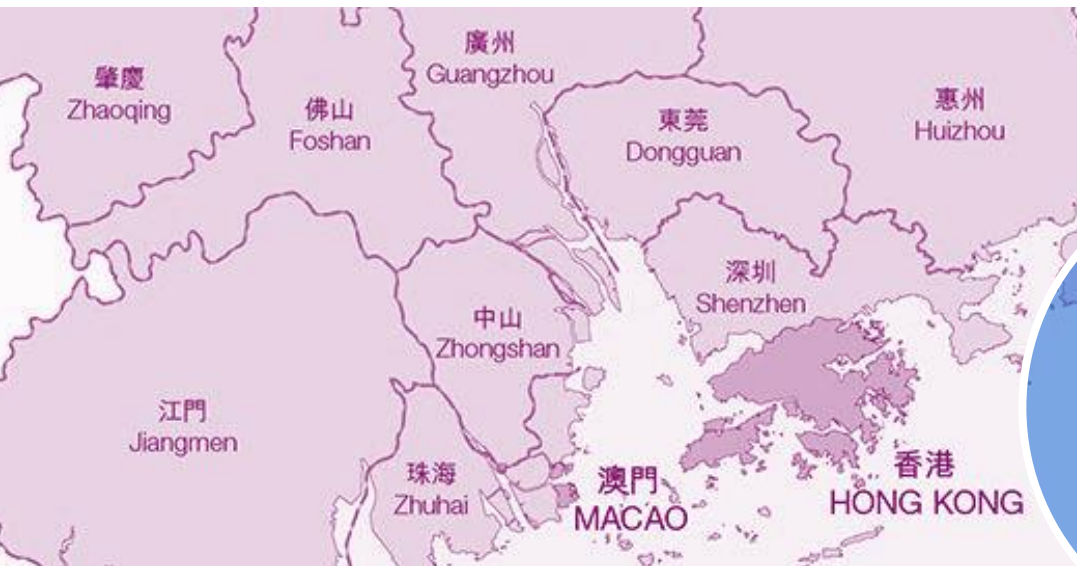 廣州
Guangzhou
肇慶
Zhaoqing
佛山
Foshan
東莞
Dongguan
惠州
Huizhou
深圳
Shenzhen
中山
Zhongshan
江門
Jiangmen
珠海
Zhuhai
澳門
MACAO
香港
HONG KONG